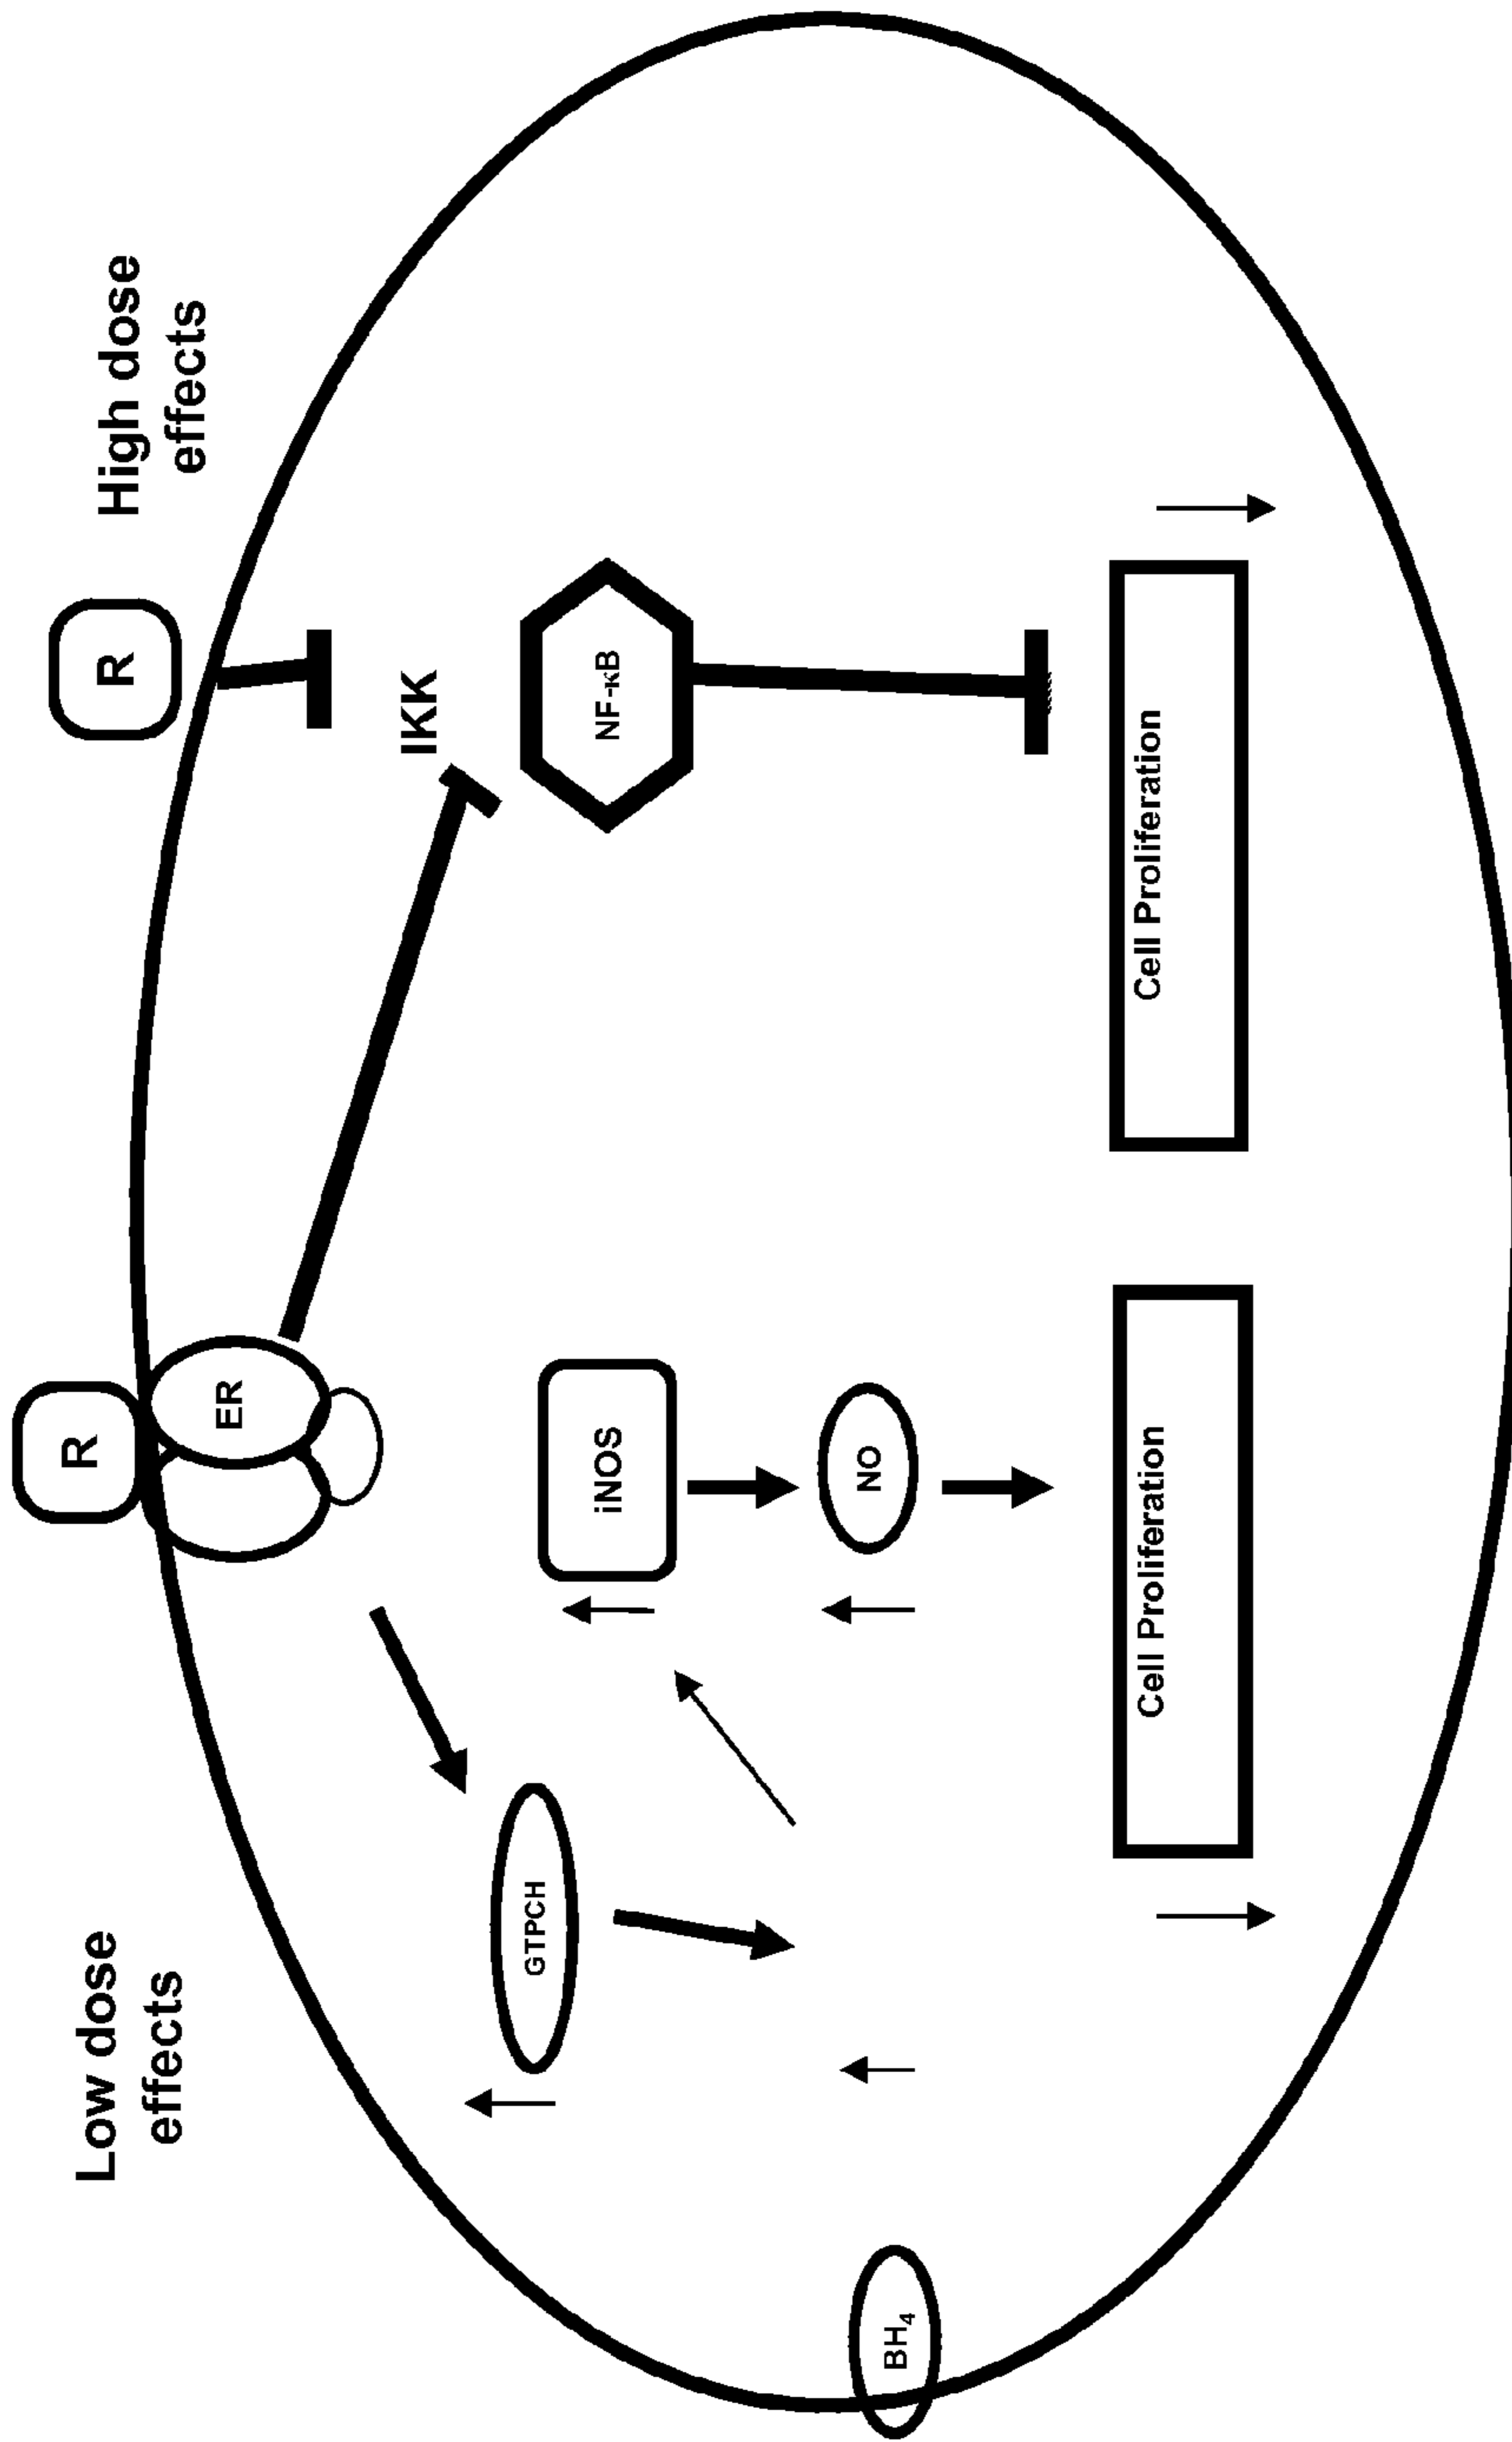 Low dose
effects
High dose
effects
R
R
ER
IKK
GTPCH
iNOS
NF-κB
BH4
NO
Cell Proliferation
Cell Proliferation